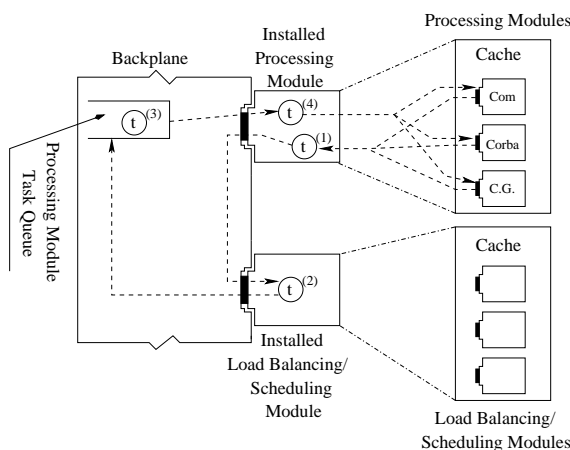 Processing Modules
Installed
Processing
Module
Backplane
Cache
Com
Corba
C.G.
t(3)
t(4)
t(1)
Processing Module
Task Queue
t(2)
Cache
Installed
Load Balancing/
Scheduling
Module
Load Balancing/
Scheduling Modules